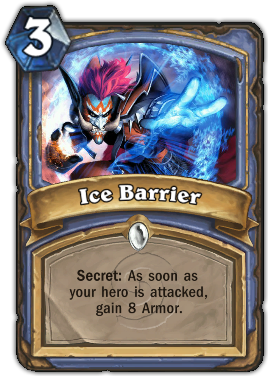 3
Ice Barrier
Secret: As soon as
your hero is attacked,
gain 8 Armor.